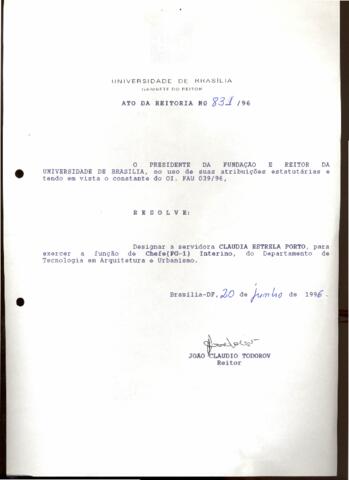 UNIVERSIDADE DE BRASÍLIA
GABINETE DO REITOR
ATO DA REITORIA NO 831/96
O PRESIDENTE DA FUNDAÇÃO E REITOR DA
UNIVERSIDADE DE BRASÍLIA, no uso de suas atribuições estatutárias e
tendo em vista o constante do OI. FAU 039/96,
R E S O L V E:
Designar a servidora CLAUDIA ESTRELA PORTO, para
exercer a função de Chefe(FG-1) Interino, do Departamento de
Tecnologia em Arquitetura e Urbanismo.
Brasília-DF, 20 de junho de 1996.
JOÃO CLAUDIO TODOROV
Reitor